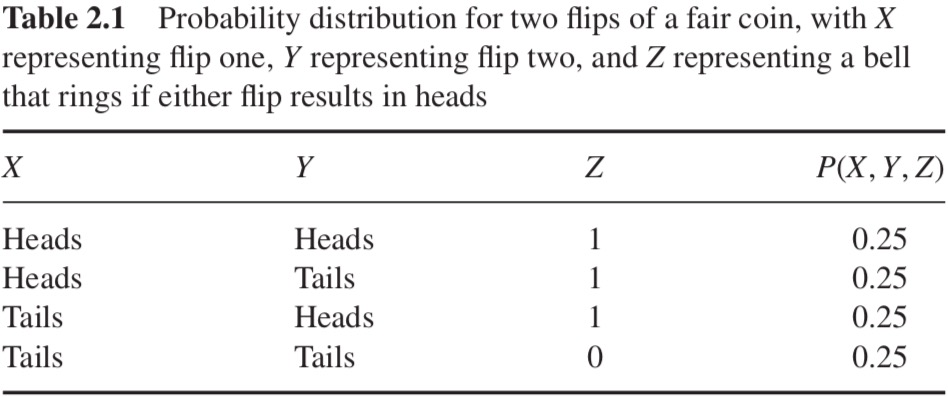 Table 2.1 Probability distribution for two flips of a fair coin, with X
representing flip one, Y representing flip two, and Z representing a bell
that rings if either flip results in heads
X Y Z P(X, Y, Z)
Heads Heads 1 0.25
Heads Tails 1 0.25
Tails Heads 1 0.25
Tails Tails 0 0.25